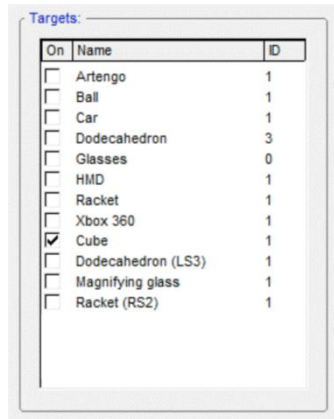 Targets:
On Name ID
Artengo 1
Ball 1
Car 1
Dodecahedron 3
Glasses 0
HMD 1
Racket 1
Xbox 360 1
Cube 1
Dodecahedron (LS3) 1
Magnifying glass 1
Racket (RS2) 1